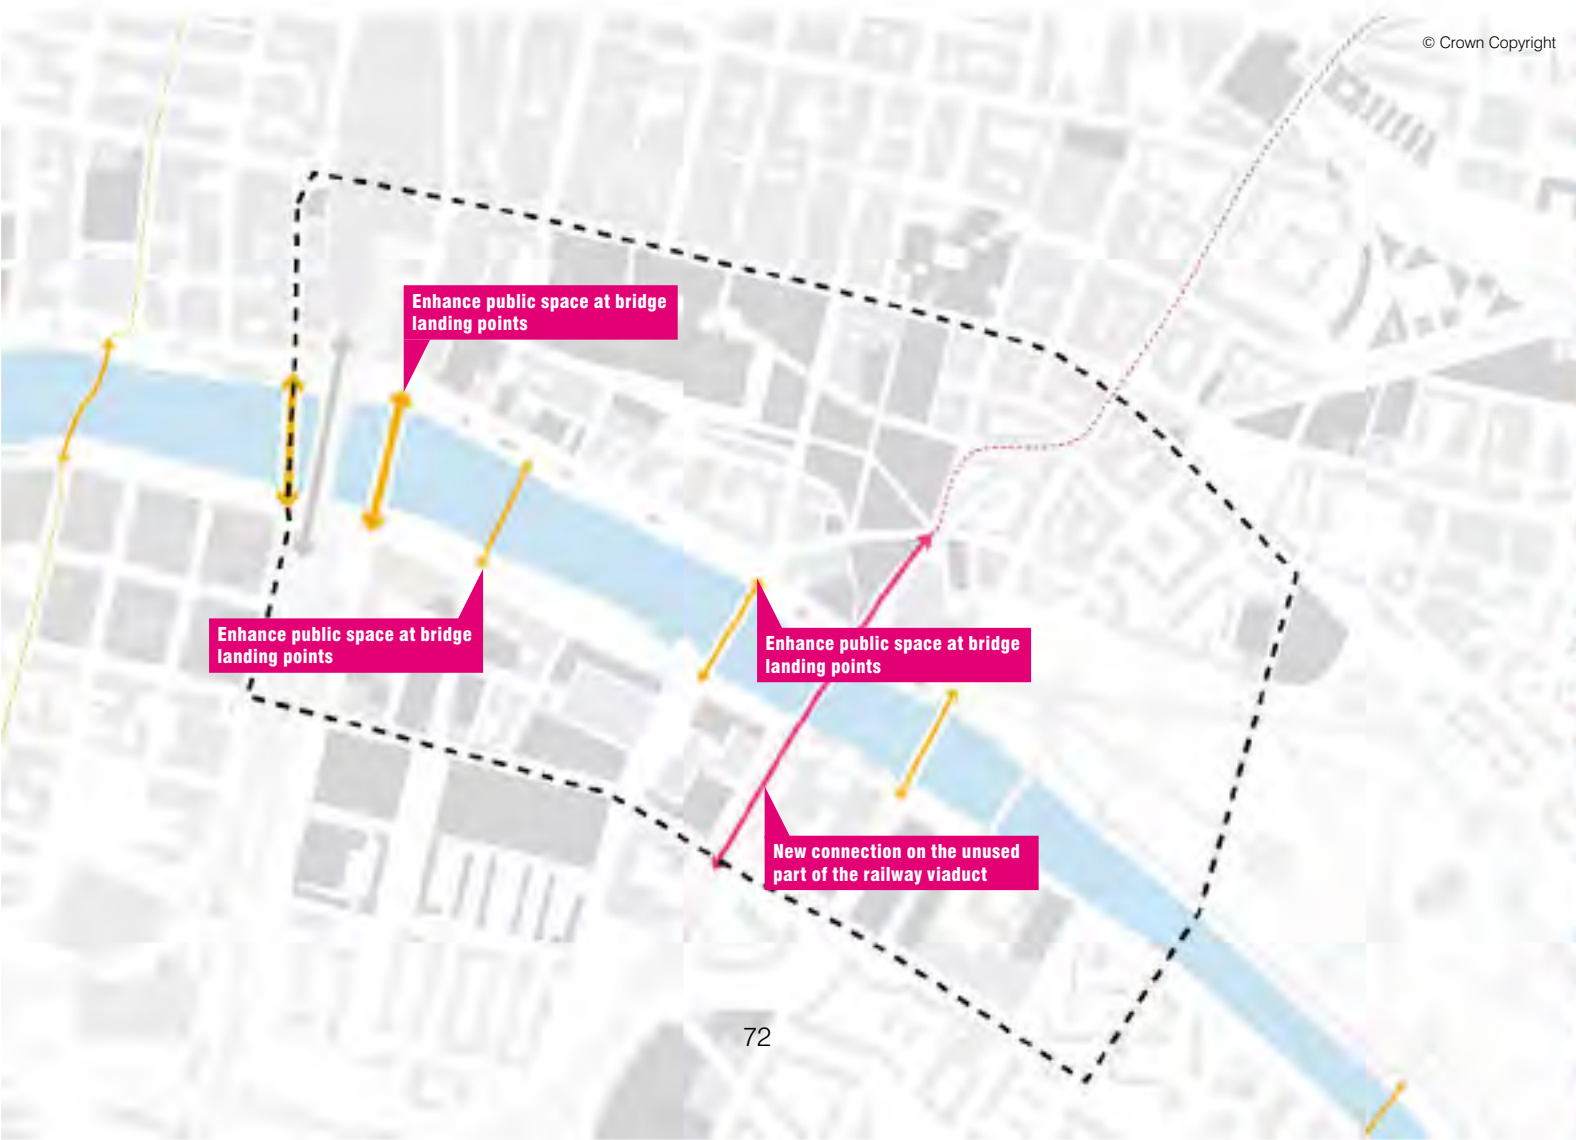 © Crown Copyright
Enhance public space at bridge
landing points
Enhance public space at bridge
landing points
Enhance public space at bridge
landing points
New connection on the unused
part of the railway viaduct
72